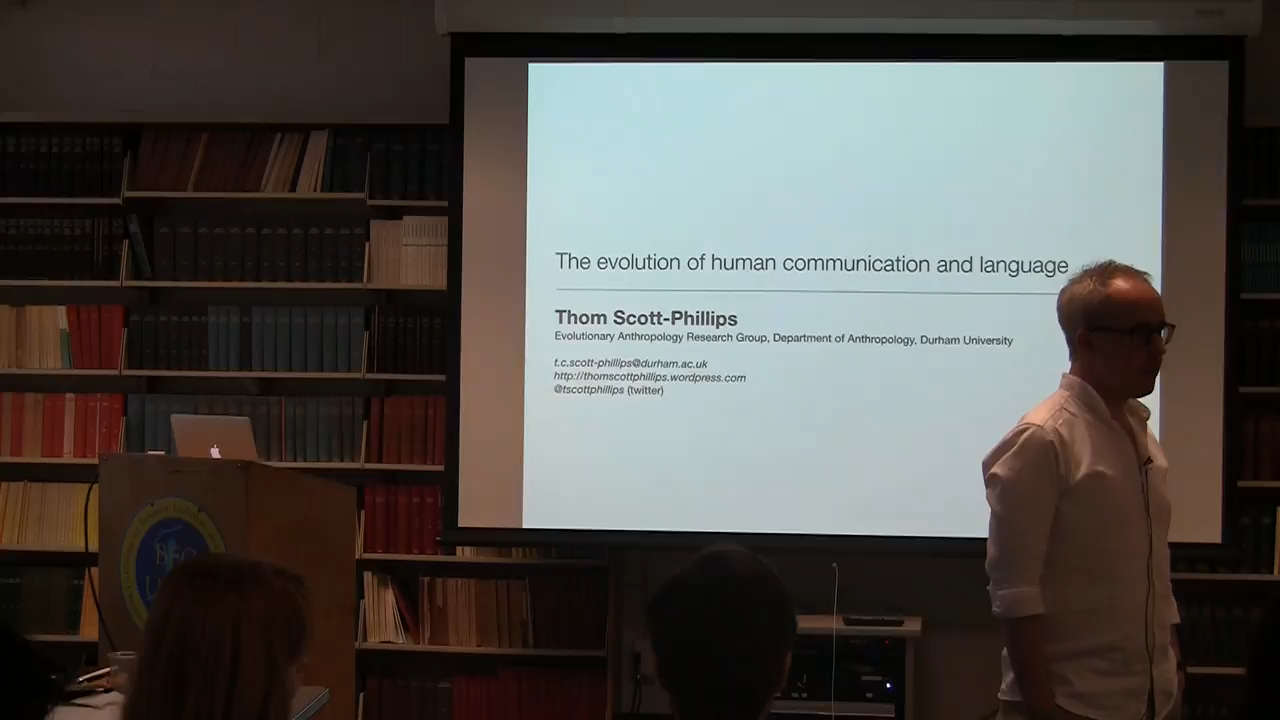 The evolution of human communication and language
Thom Scott-Phillips
Evolutionary Anthropology Research Group, Department of Anthropology, Durham University
t.c.scott-phillips@durham.ac.uk
http://thomscottphillips.wordpress.com
@tscottphillips (twitter)